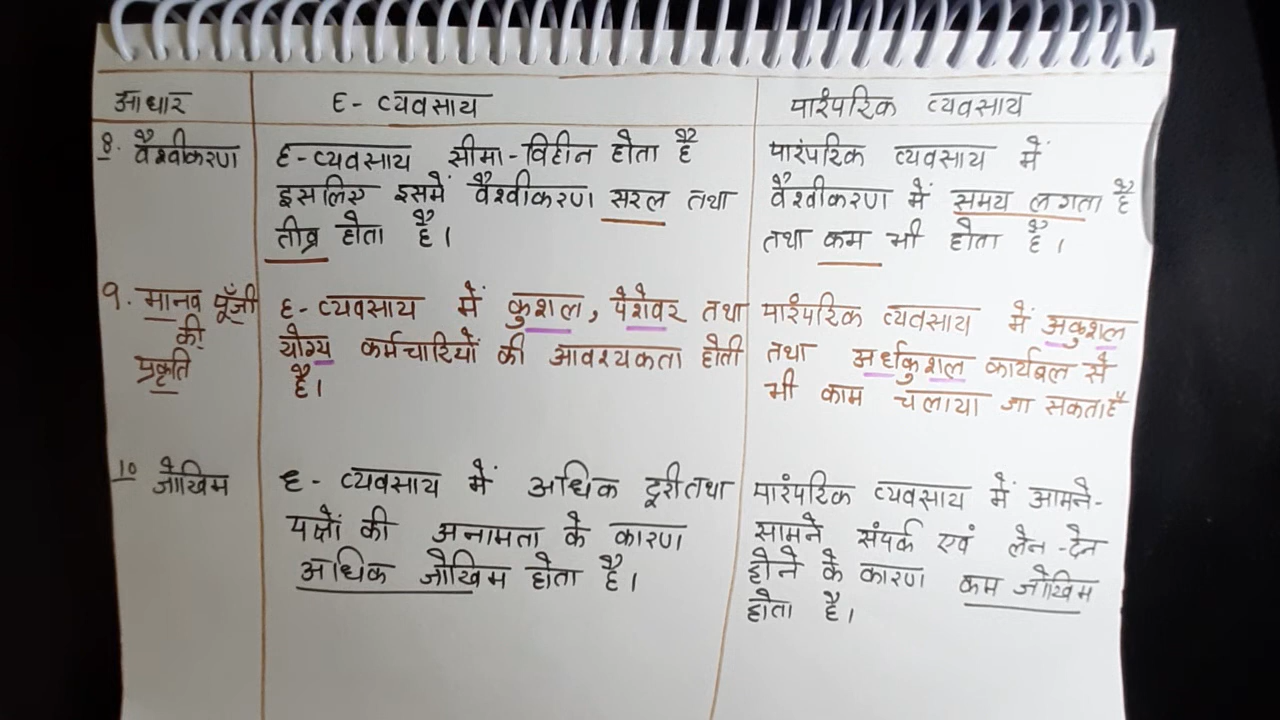 आधार ε- व्यवसाय पारंपरिक व्यवसाय
8. वैश्वीकरण
ε-व्यवसाय सीमा-विहीन होता है
इसलिए इसमें वैश्वीकरण सरल तथा
तीव्र होता है।
पारंपरिक व्यवसाय में
वैश्वीकरण में समय लगता है
तथा कम भी होता है।
9. मानव पूँजी
की
प्रकृति
ε-व्यवसाय में कुशल, पेशेवर तथा
योग्य कर्मचारियों की आवश्यकता होती
है।
पारंपरिक व्यवसाय में अकुशल
तथा अर्धकुशल कार्यबल से
भी काम चलाया जा सकता है
10 जोखिम
ε- व्यवसाय में अधिक दूरी तथा
पक्षों की अनामता के कारण
अधिक जोखिम होता है।
पारंपरिक व्यवसाय में आमने-
सामने संपर्क एवं लेन-देन
होने के कारण कम जोखिम
होता है।